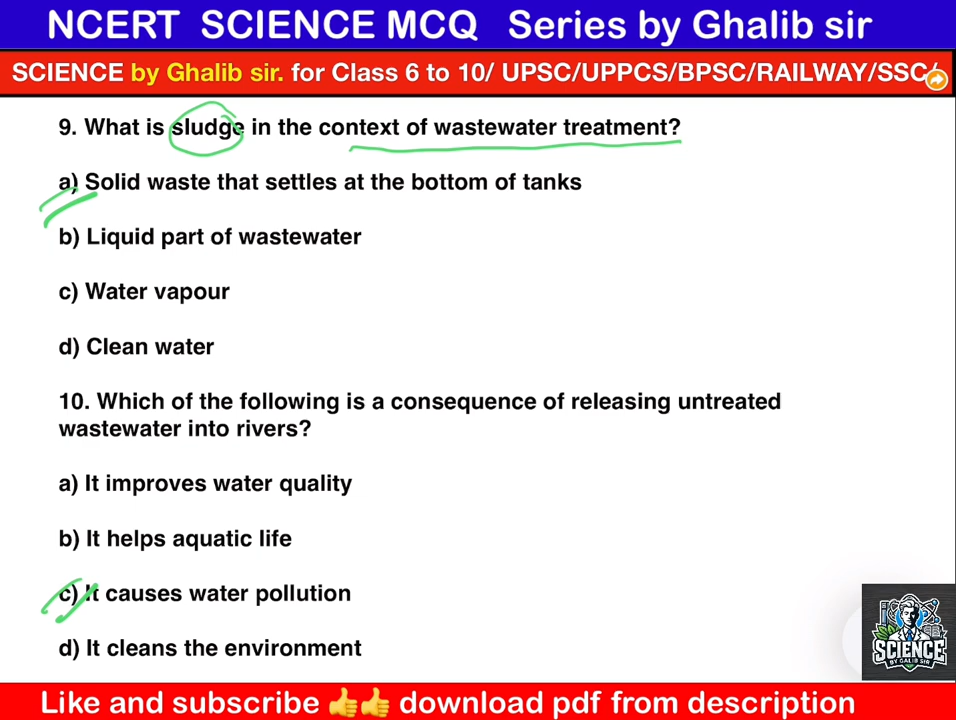 NCERT SCIENCE MCQ Series by Ghalib sir
SCIENCE by Ghalib sir. for Class 6 to 10/ UPSC/UPPCS/BPSC/RAILWAY/SSC/
9. What is sludge in the context of wastewater treatment?
a) Solid waste that settles at the bottom of tanks
b) Liquid part of wastewater
c) Water vapour
d) Clean water
10. Which of the following is a consequence of releasing untreated
wastewater into rivers?
a) It improves water quality
b) It helps aquatic life
c) It causes water pollution
d) It cleans the environment
SCIENCE
BY GALIB SIR
Like and subscribe 👍👍 download pdf from description